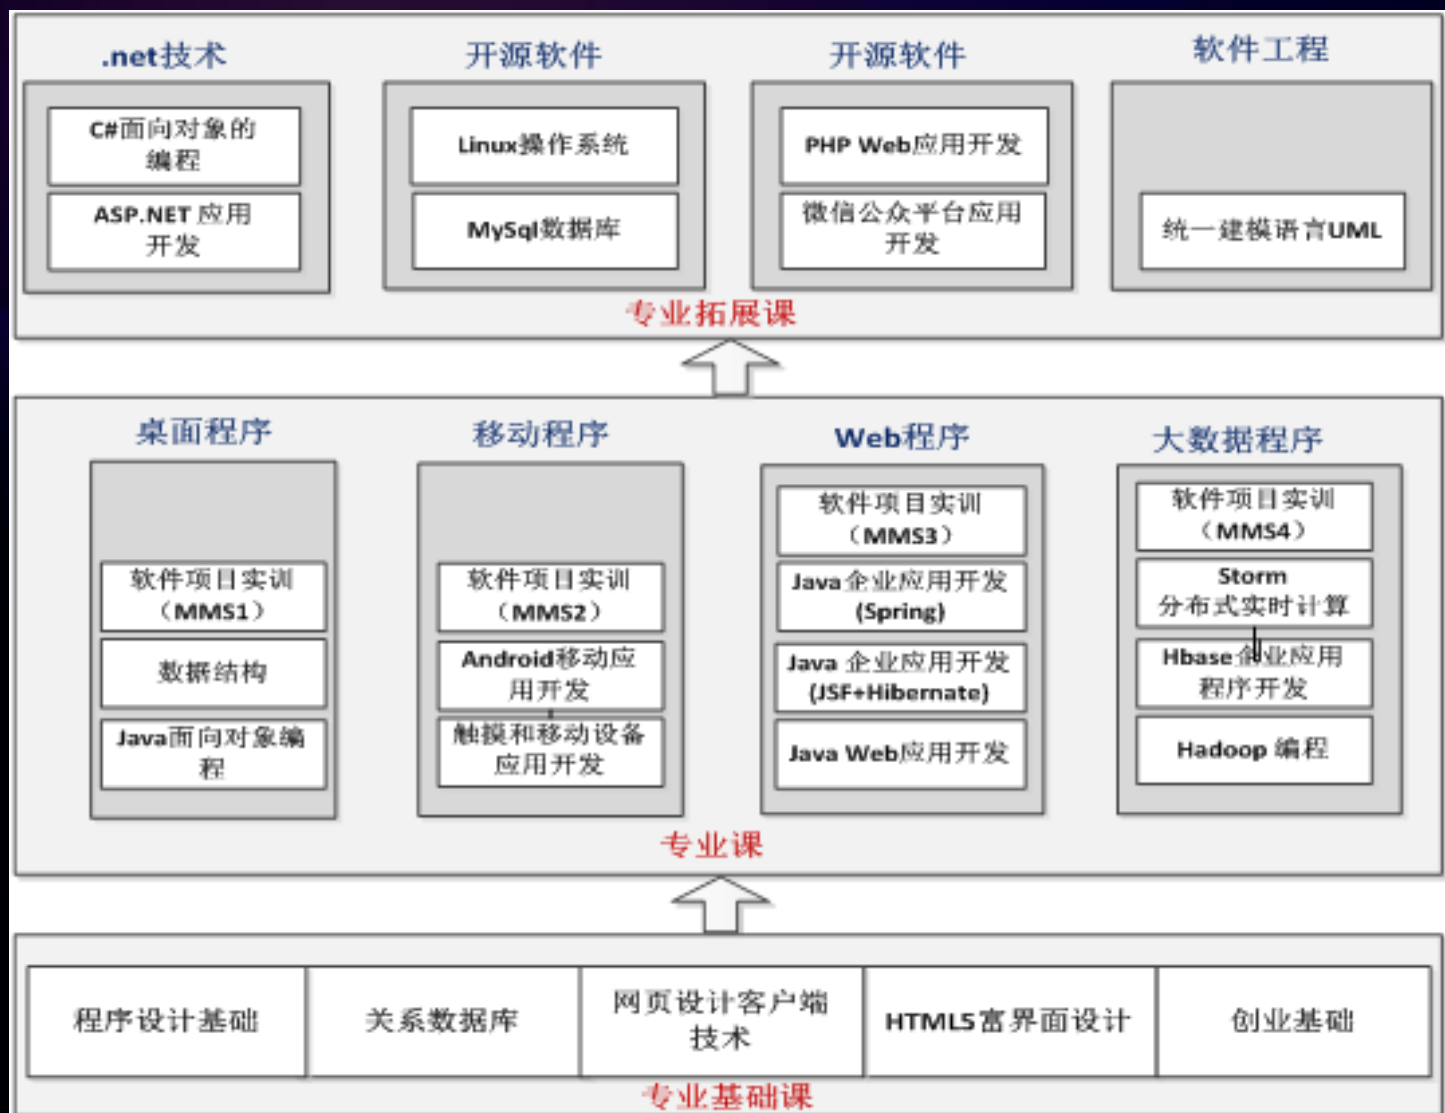 .net技术
开源软件
开源软件
软件工程
C#面向对象的
编程
ASP.NET 应用
开发
Linux操作系统
MySql数据库
PHP Web应用开发
微信公众平台应用
开发
统一建模语言UML
专业拓展课
桌面程序
移动程序
Web程序
大数据程序
软件项目实训
（MMS1）
数据结构
Java面向对象编
程
软件项目实训
（MMS2）
Android移动应
用开发
触摸和移动设备
应用开发
软件项目实训
（MMS3）
Java企业应用开发
(Spring)
Java 企业应用开发
(JSF+Hibernate)
Java Web应用开发
软件项目实训
（MMS4）
Storm
分布式实时计算
Hbase企业应用
程序开发
Hadoop 编程
专业课
程序设计基础
关系数据库
网页设计客户端
技术
HTML5富界面设计
创业基础
专业基础课